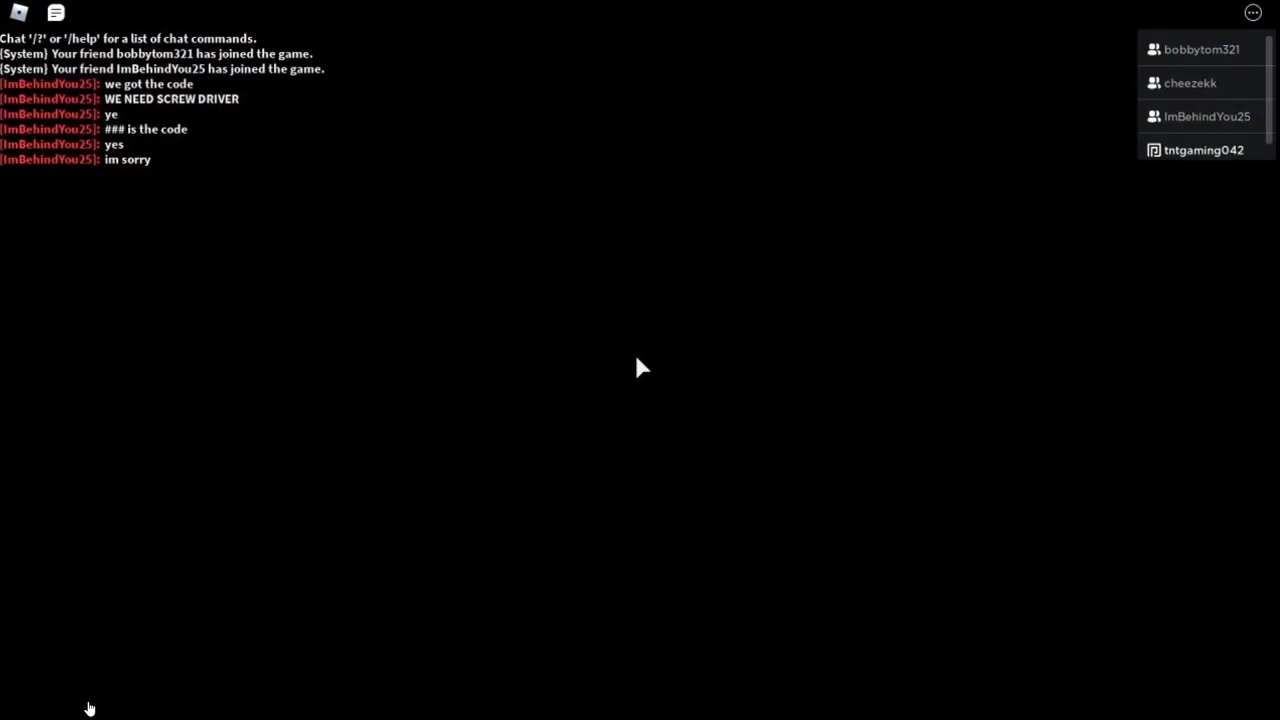 Chat '/?' or '/help' for a list of chat commands.
{System} Your friend bobbytom321 has joined the game.
{System} Your friend ImBehindYou25 has joined the game.
[ImBehindYou25]: we got the code
[ImBehindYou25]: WE NEED SCREW DRIVER
[ImBehindYou25]: ye
[ImBehindYou25]: ### is the code
[ImBehindYou25]: yes
[ImBehindYou25]: im sorry
bobbytom321
cheezekk
ImBehindYou25
tntgaming042